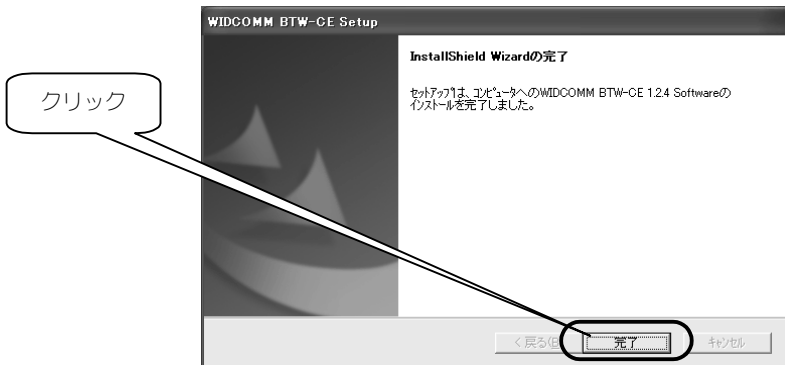 WIDCOMM BTW-CE Setup
InstallShield Wizardの完了
クリック
セットアップは、コンピュータへのWIDCOMM BTW-CE 1.2.4 Softwareの
インストールを完了しました。
< 戻る(B
完了
キャンセル